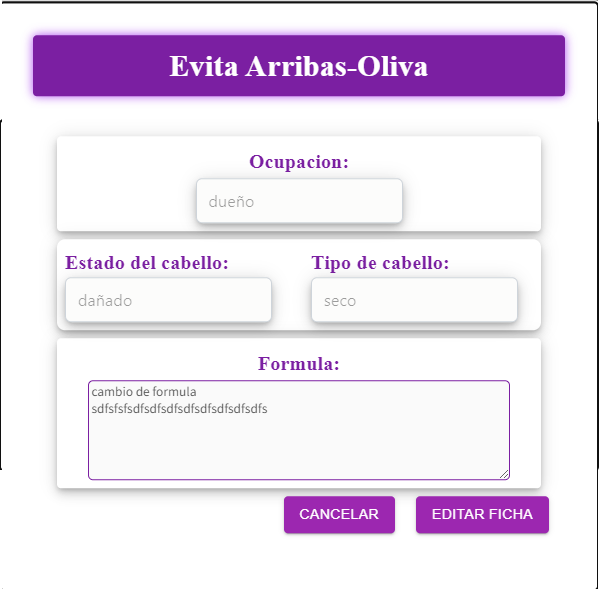 Evita Arribas-Oliva
Ocupacion:
dueño
Estado del cabello:
Tipo de cabello:
dañado
seco
Formula:
cambio de formula
sdfsfsfsdfsdfsdfsdfsdfsdfsdfsdfs
CANCELAR
EDITAR FICHA